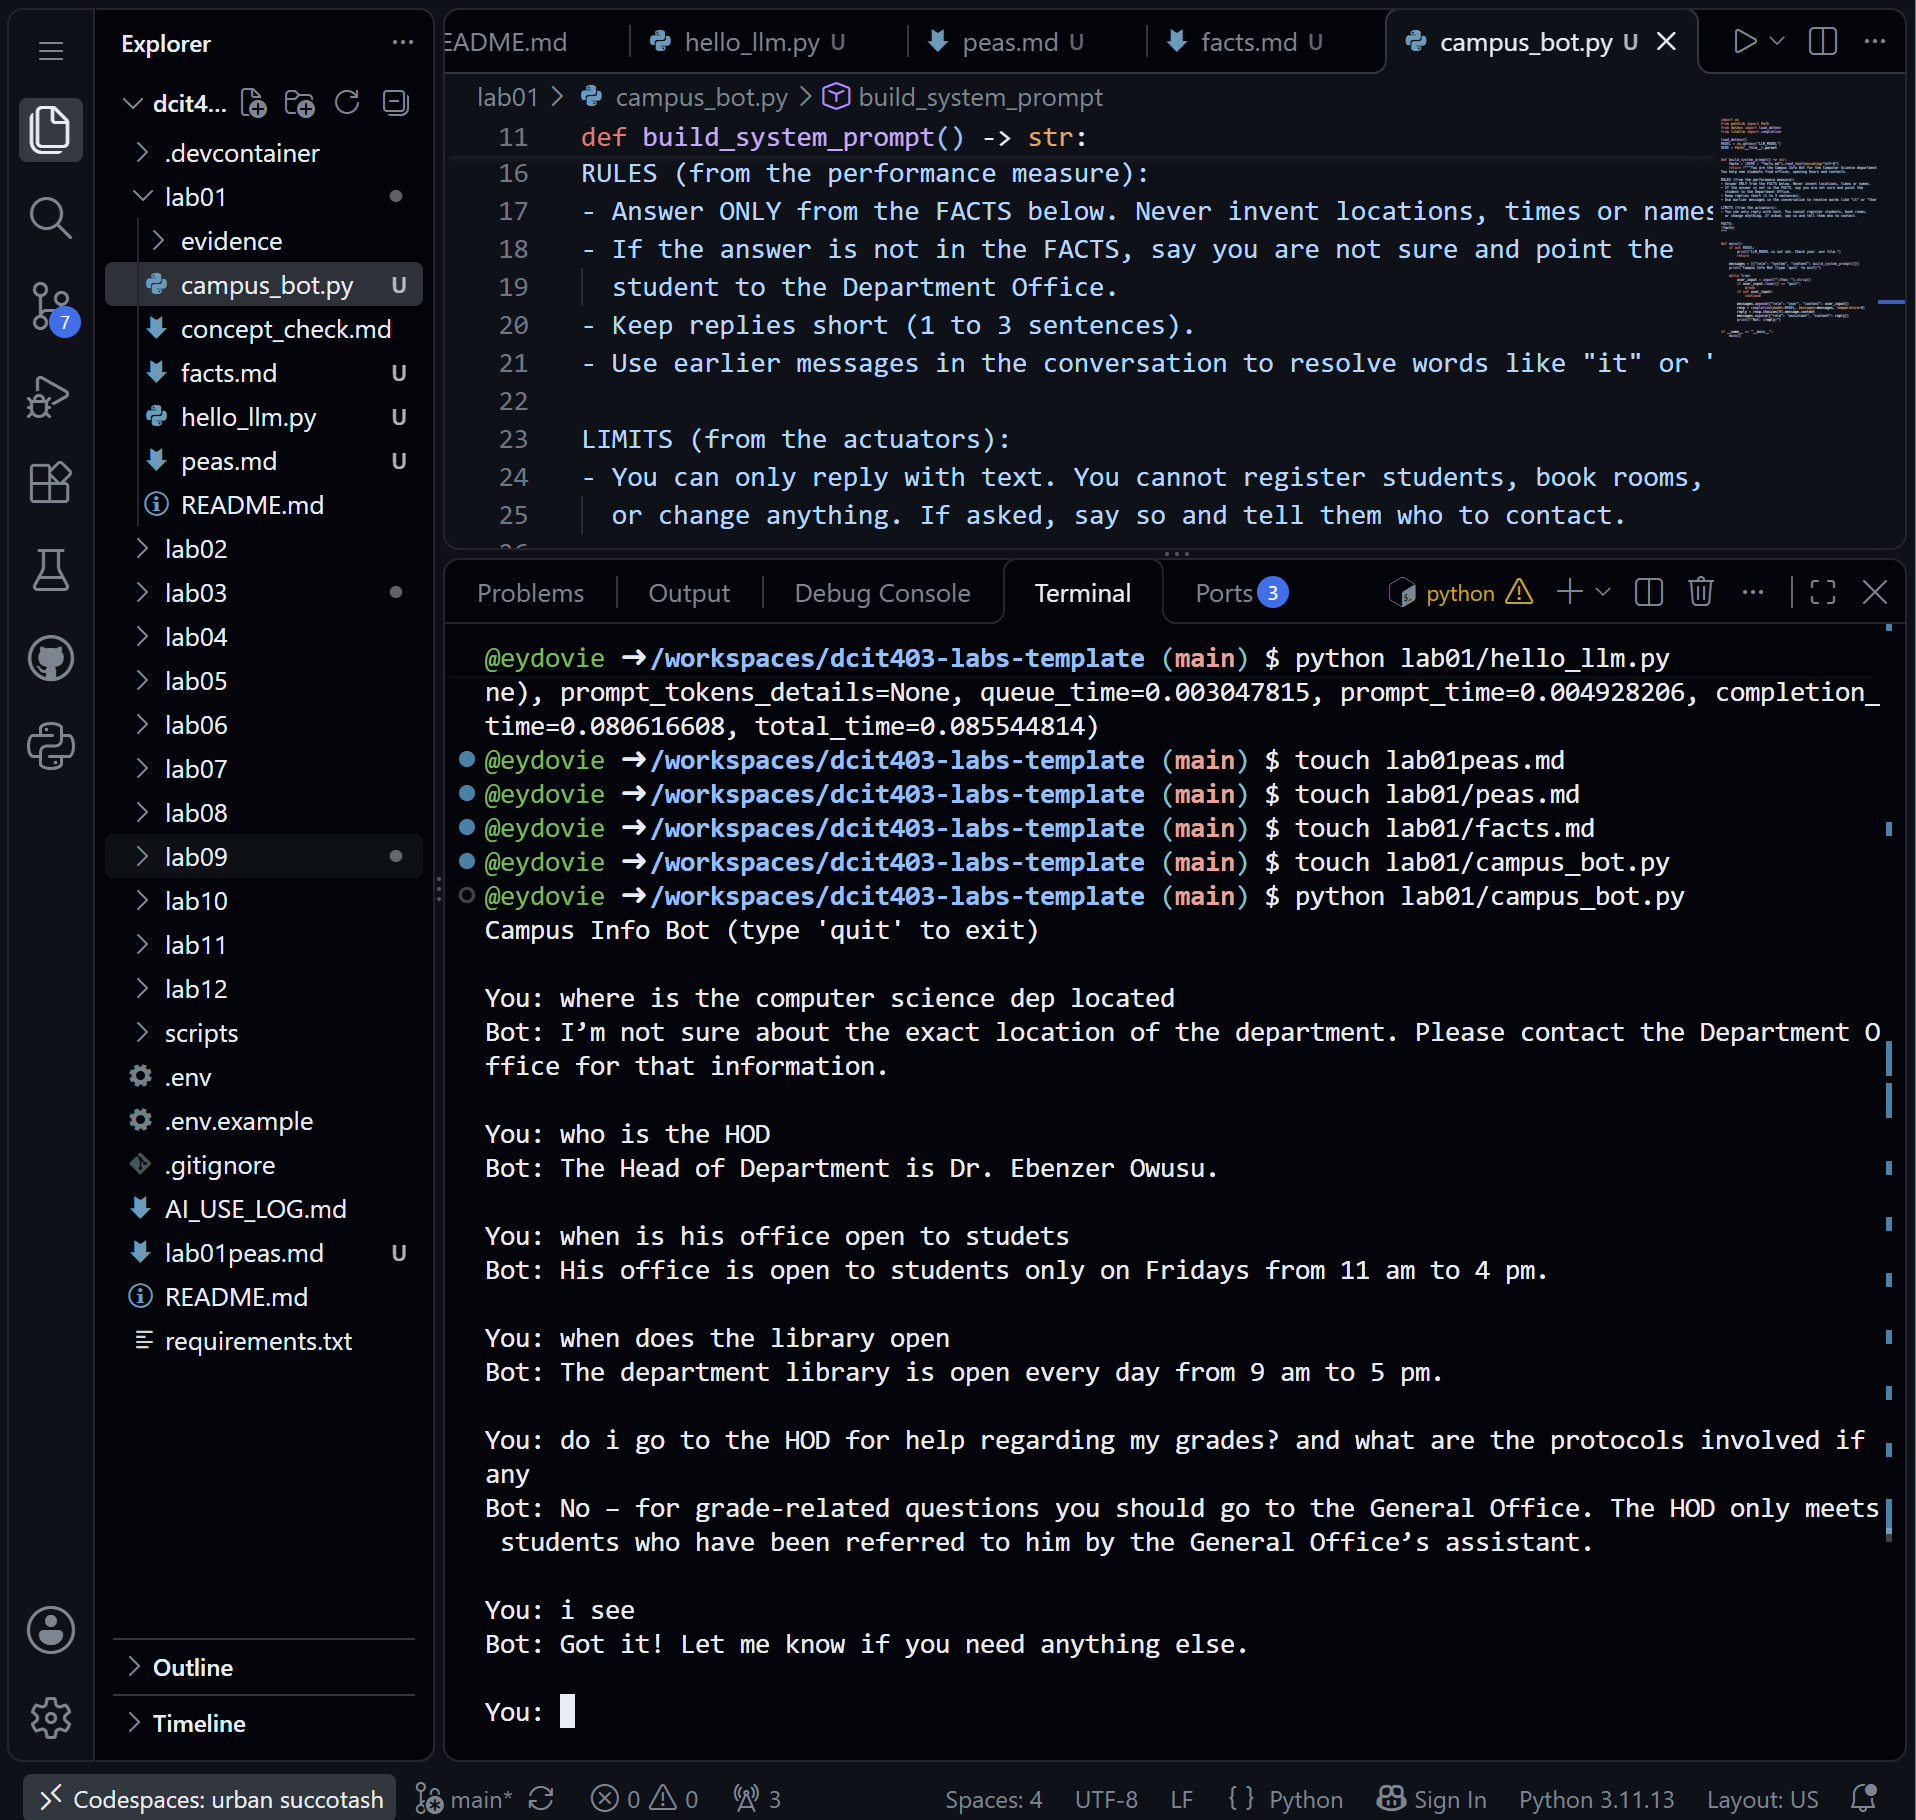 Explorer
dcit4...
.devcontainer
lab01
evidence
campus_bot.py U
concept_check.md
facts.md U
hello_llm.py U
peas.md U
README.md
lab02
lab03
lab04
lab05
lab06
lab07
lab08
lab09
lab10
lab11
lab12
scripts
.env
.env.example
.gitignore
AI_USE_LOG.md
lab01peas.md U
README.md
requirements.txt
Outline
Timeline
7
EADME.md hello_llm.py U peas.md U facts.md U campus_bot.py U
lab01 > campus_bot.py > build_system_prompt
11 def build_system_prompt() -> str:
16 RULES (from the performance measure):
17 - Answer ONLY from the FACTS below. Never invent locations, times or names
18 - If the answer is not in the FACTS, say you are not sure and point the
19 student to the Department Office.
20 - Keep replies short (1 to 3 sentences).
21 - Use earlier messages in the conversation to resolve words like "it" or "
22
23 LIMITS (from the actuators):
24 - You can only reply with text. You cannot register students, book rooms,
25 or change anything. If asked, say so and tell them who to contact.
Problems Output Debug Console Terminal Ports 3 python
@eydovie ➜/workspaces/dcit403-labs-template (main) $ python lab01/hello_llm.py
ne), prompt_tokens_details=None, queue_time=0.003047815, prompt_time=0.004928206, completion_
time=0.080616608, total_time=0.085544814)
@eydovie ➜/workspaces/dcit403-labs-template (main) $ touch lab01peas.md
@eydovie ➜/workspaces/dcit403-labs-template (main) $ touch lab01/peas.md
@eydovie ➜/workspaces/dcit403-labs-template (main) $ touch lab01/facts.md
@eydovie ➜/workspaces/dcit403-labs-template (main) $ touch lab01/campus_bot.py
@eydovie ➜/workspaces/dcit403-labs-template (main) $ python lab01/campus_bot.py
Campus Info Bot (type 'quit' to exit)
You: where is the computer science dep located
Bot: I’m not sure about the exact location of the department. Please contact the Department O
ffice for that information.
You: who is the HOD
Bot: The Head of Department is Dr. Ebenzer Owusu.
You: when is his office open to studets
Bot: His office is open to students only on Fridays from 11 am to 4 pm.
You: when does the library open
Bot: The department library is open every day from 9 am to 5 pm.
You: do i go to the HOD for help regarding my grades? and what are the protocols involved if
any
Bot: No – for grade-related questions you should go to the General Office. The HOD only meets
students who have been referred to him by the General Office’s assistant.
You: i see
Bot: Got it! Let me know if you need anything else.
You:
Codespaces: urban succotash main* 0 0 3 Spaces: 4 UTF-8 LF {} Python Sign In Python 3.11.13 Layout: US